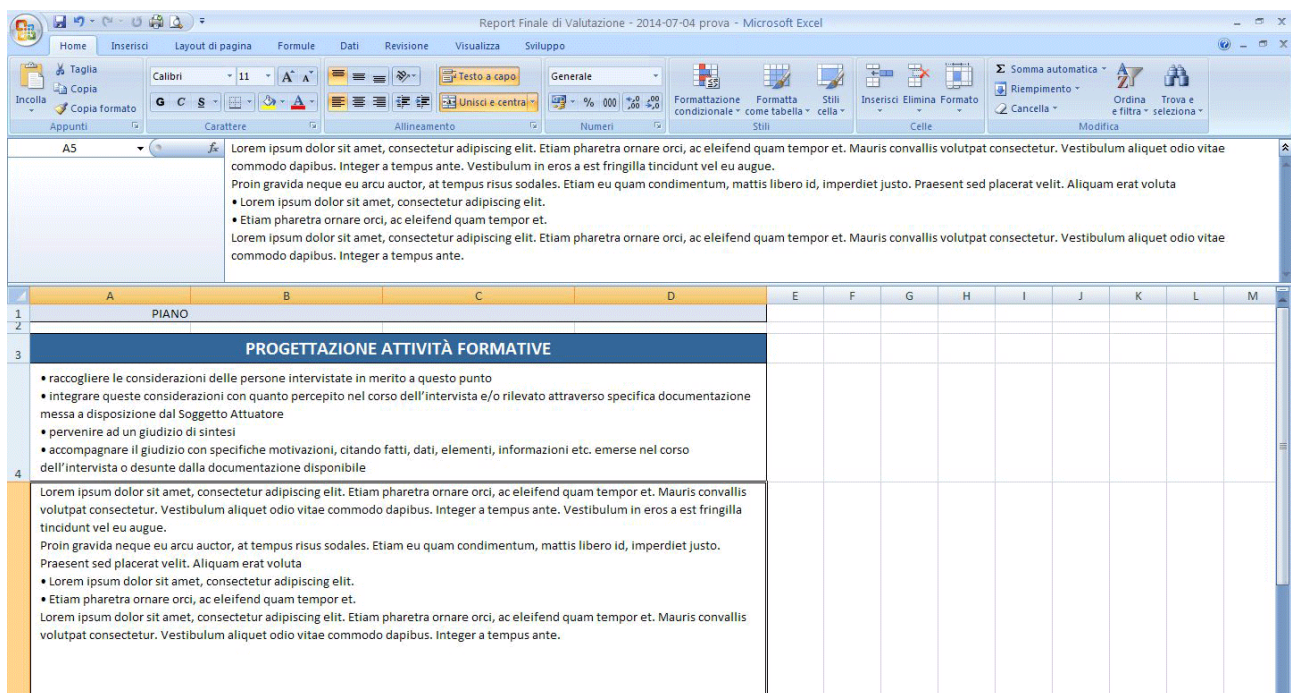 Report Finale di Valutazione - 2014-07-04 prova - Microsoft Excel
Home Inserisci Layout di pagina Formule Dati Revisione Visualizza Sviluppo
Incolla
Taglia
Copia
Copia formato
Appunti
Calibri 11
G C S
Carattere
Testo a capo
Unisci e centra
Allineamento
Generale
% 000
Numeri
Formattazione condizionale
Formatta come tabella
Stili cella
Stili
Inserisci Elimina Formato
Celle
Σ Somma automatica
Riempimento
Cancella
Ordina e filtra
Trova e seleziona
Modifica
A5
fx
Lorem ipsum dolor sit amet, consectetur adipiscing elit. Etiam pharetra ornare orci, ac eleifend quam tempor et. Mauris convallis volutpat consectetur. Vestibulum aliquet odio vitae
commodo dapibus. Integer a tempus ante. Vestibulum in eros a est fringilla tincidunt vel eu augue.
Proin gravida neque eu arcu auctor, at tempus risus sodales. Etiam eu quam condimentum, mattis libero id, imperdiet justo. Praesent sed placerat velit. Aliquam erat voluta
• Lorem ipsum dolor sit amet, consectetur adipiscing elit.
• Etiam pharetra ornare orci, ac eleifend quam tempor et.
Lorem ipsum dolor sit amet, consectetur adipiscing elit. Etiam pharetra ornare orci, ac eleifend quam tempor et. Mauris convallis volutpat consectetur. Vestibulum aliquet odio vitae
commodo dapibus. Integer a tempus ante.
A B C D E F G H I J K L M
1 PIANO
2
3 PROGETTAZIONE ATTIVITÀ FORMATIVE
• raccogliere le considerazioni delle persone intervistate in merito a questo punto
• integrare queste considerazioni con quanto percepito nel corso dell'intervista e/o rilevato attraverso specifica documentazione
messa a disposizione dal Soggetto Attuatore
• pervenire ad un giudizio di sintesi
• accompagnare il giudizio con specifiche motivazioni, citando fatti, dati, elementi, informazioni etc. emerse nel corso
4 dell'intervista o desunte dalla documentazione disponibile
Lorem ipsum dolor sit amet, consectetur adipiscing elit. Etiam pharetra ornare orci, ac eleifend quam tempor et. Mauris convallis
volutpat consectetur. Vestibulum aliquet odio vitae commodo dapibus. Integer a tempus ante. Vestibulum in eros a est fringilla
tincidunt vel eu augue.
Proin gravida neque eu arcu auctor, at tempus risus sodales. Etiam eu quam condimentum, mattis libero id, imperdiet justo.
Praesent sed placerat velit. Aliquam erat voluta
• Lorem ipsum dolor sit amet, consectetur adipiscing elit.
• Etiam pharetra ornare orci, ac eleifend quam tempor et.
Lorem ipsum dolor sit amet, consectetur adipiscing elit. Etiam pharetra ornare orci, ac eleifend quam tempor et. Mauris convallis
volutpat consectetur. Vestibulum aliquet odio vitae commodo dapibus. Integer a tempus ante.